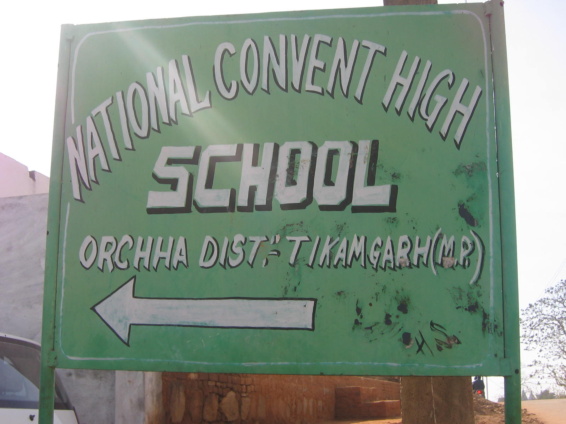 NATIONAL CONVENT HIGH
SCHOOL
ORCHHA DIST:- TIKAMGARH(M.P.)